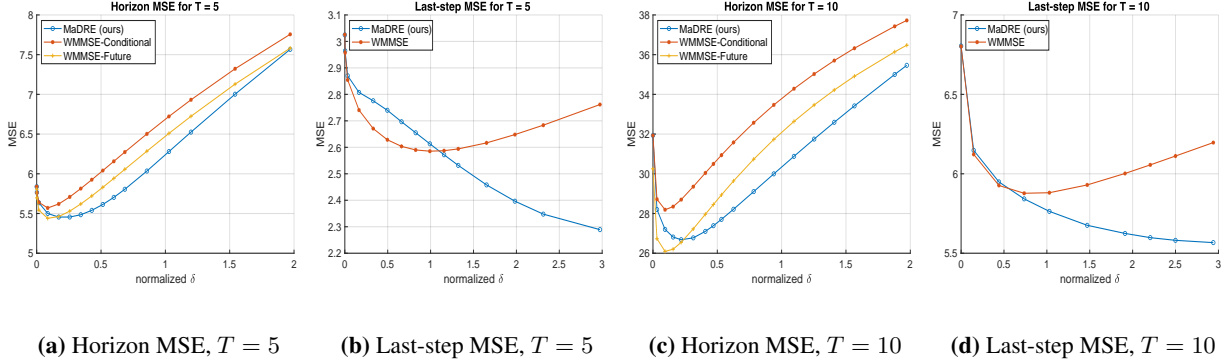 Horizon MSE for T = 5
MaDRE (ours)
WMMSE-Conditional
WMMSE-Future
MSE
8
7.5
7
6.5
6
5.5
5
0
0.5
1
1.5
2
normalized δ
(a) Horizon MSE, T = 5
Last-step MSE for T = 5
MaDRE (ours)
WMMSE
MSE
3.1
3
2.9
2.8
2.7
2.6
2.5
2.4
2.3
2.2
0
0.5
1
1.5
2
2.5
3
normalized δ
(b) Last-step MSE, T = 5
Horizon MSE for T = 10
MaDRE (ours)
WMMSE-Conditional
WMMSE-Future
MSE
38
36
34
32
30
28
26
0
0.5
1
1.5
2
normalized δ
(c) Horizon MSE, T = 10
Last-step MSE for T = 10
MaDRE (ours)
WMMSE
MSE
7
6.5
6
5.5
0
0.5
1
1.5
2
2.5
3
normalized δ
(d) Last-step MSE, T = 10